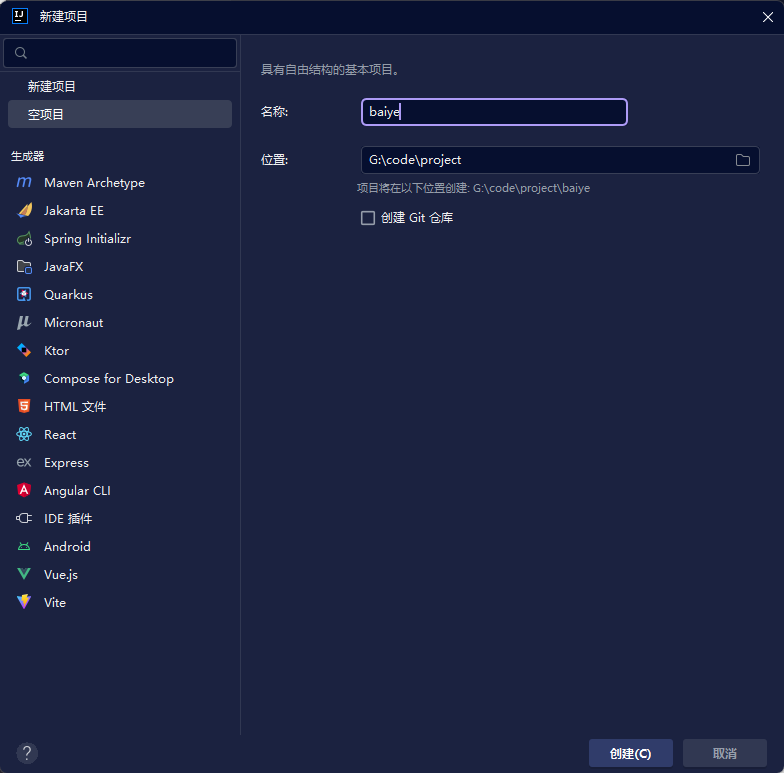 新建项目
新建项目
空项目
生成器
Maven Archetype
Jakarta EE
Spring Initializr
JavaFX
Quarkus
Micronaut
Ktor
Compose for Desktop
HTML 文件
React
Express
Angular CLI
IDE 插件
Android
Vue.js
Vite
具有自由结构的基本项目。
名称: baiye
位置: G:\code\project
项目将在以下位置创建: G:\code\project\baiye
创建 Git 仓库
? 创建(C) 取消